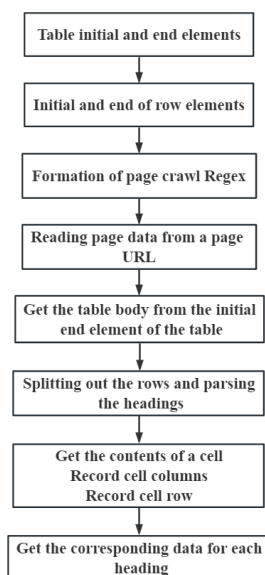 Table initial and end elements
Initial and end of row elements
Formation of page crawl Regex
Reading page data from a page
URL
Get the table body from the initial
end element of the table
Splitting out the rows and parsing
the headings
Get the contents of a cell
Record cell columns
Record cell row
Get the corresponding data for each
heading